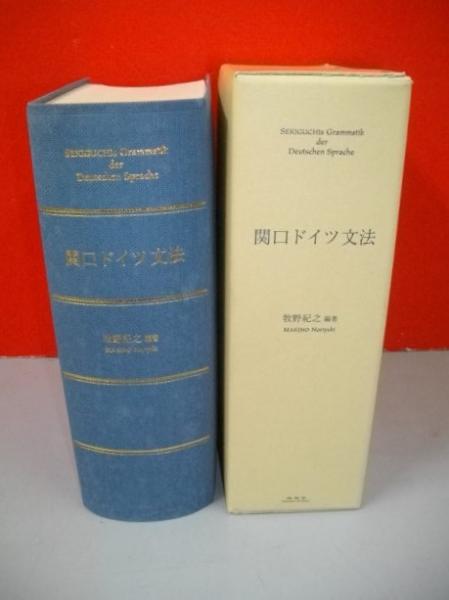 SEKIGUCHIs Grammatik
der
Deutschen Sprache
関口ドイツ文法
牧野紀之 編著
MAKINO Noriyuki
SEKIGUCHIs Grammatik
der
Deutschen Sprache
関口ドイツ文法
牧野紀之 編著
MAKINO Noriyuki